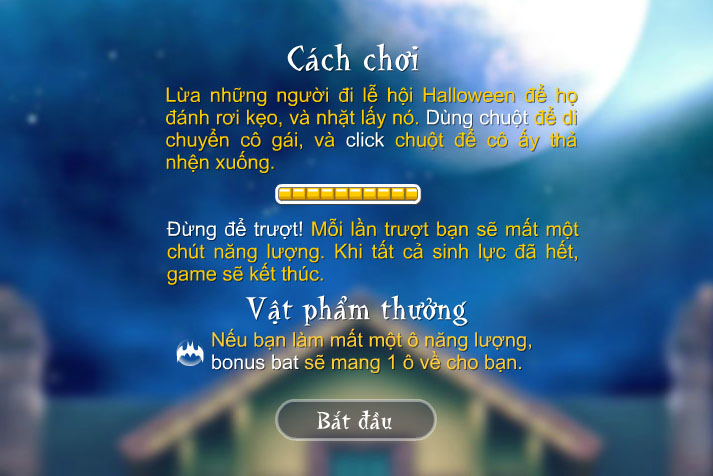 Cách chơi
Lừa những người đi lễ hội Halloween để họ
đánh rơi kẹo, và nhặt lấy nó. Dùng chuột để di
chuyển cô gái, và click chuột để cô ấy thả
nhện xuống.
Đừng để trượt! Mỗi lần trượt bạn sẽ mất một
chút năng lượng. Khi tất cả sinh lực đã hết,
game sẽ kết thúc.
Vật phẩm thưởng
Nếu bạn làm mất một ô năng lượng,
bonus bat sẽ mang 1 ô về cho bạn.
Bắt đầu